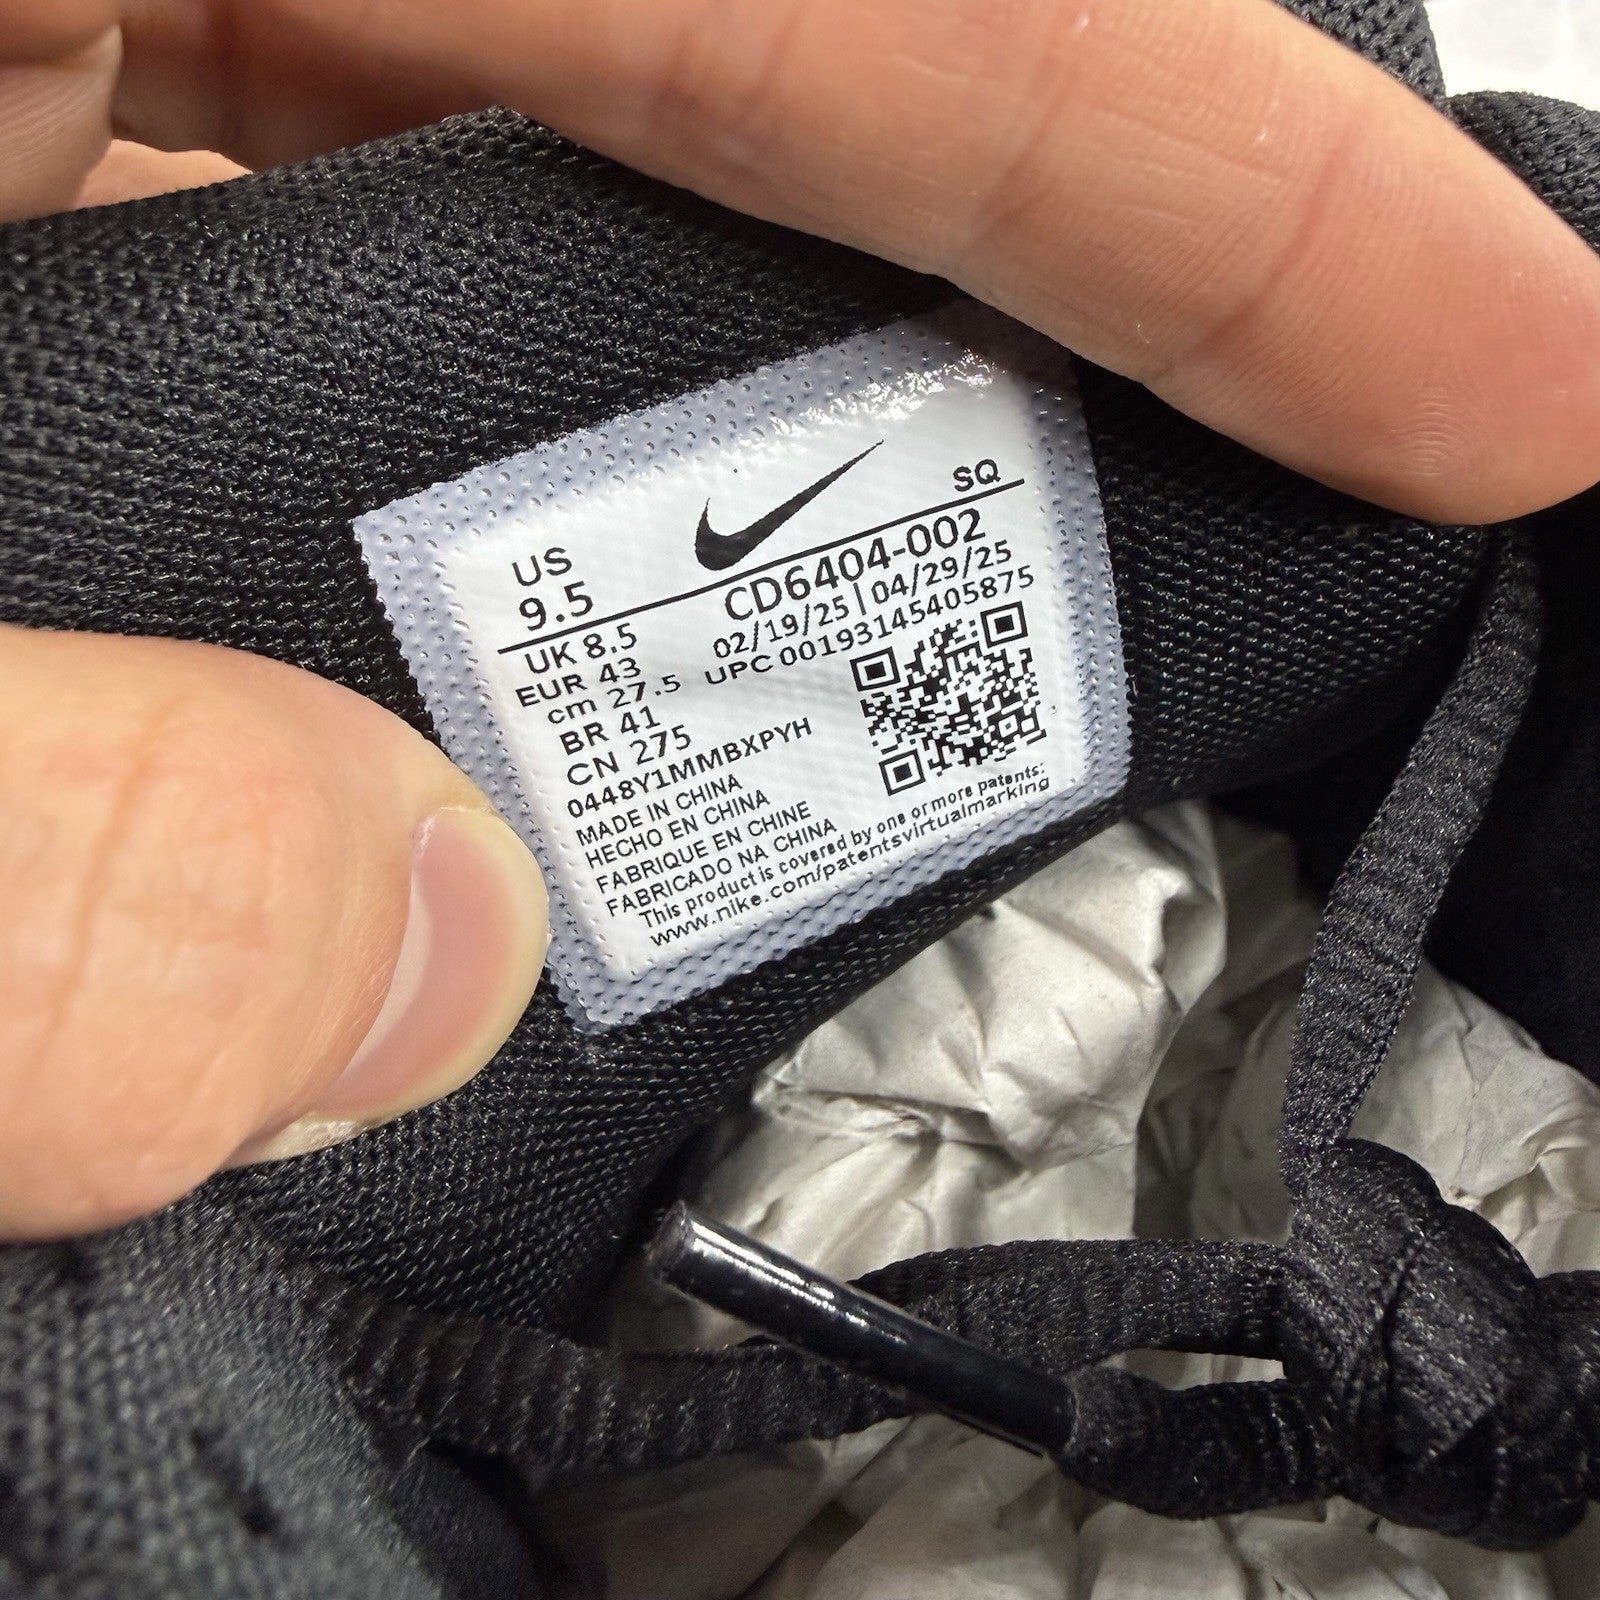 SQ
US
9.5
CD6404-002
02/19/25 | 04/29/25
UPC 00193145405875
UK 8.5
EUR 43
cm 27.5
BR 41
CN 275
0448Y1MMBXPYH
MADE IN CHINA
HECHO EN CHINA
FABRIQUE EN CHINE
FABRICADO NA CHINA
This product is covered by one or more patents:
www.nike.com/patentsvirtualmarking